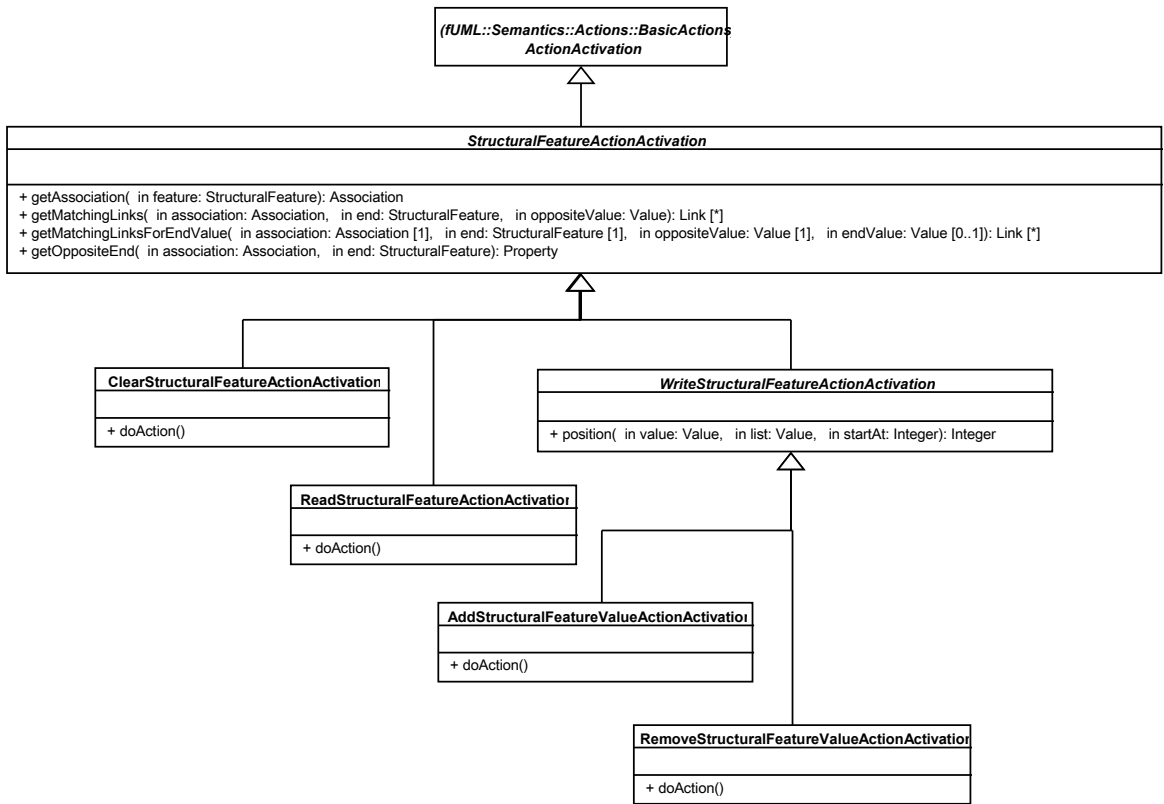 (fUML::Semantics::Actions::BasicActions
ActionActivation
StructuralFeatureActionActivation
+ getAssociation( in feature: StructuralFeature): Association
+ getMatchingLinks( in association: Association, in end: StructuralFeature, in oppositeValue: Value): Link [*]
+ getMatchingLinksForEndValue( in association: Association [1], in end: StructuralFeature [1], in oppositeValue: Value [1], in endValue: Value [0..1]): Link [*]
+ getOppositeEnd( in association: Association, in end: StructuralFeature): Property
ClearStructuralFeatureActionActivation
+ doAction()
WriteStructuralFeatureActionActivation
+ position( in value: Value, in list: Value, in startAt: Integer): Integer
ReadStructuralFeatureActionActivation
+ doAction()
AddStructuralFeatureValueActionActivation
+ doAction()
RemoveStructuralFeatureValueActionActivation
+ doAction()